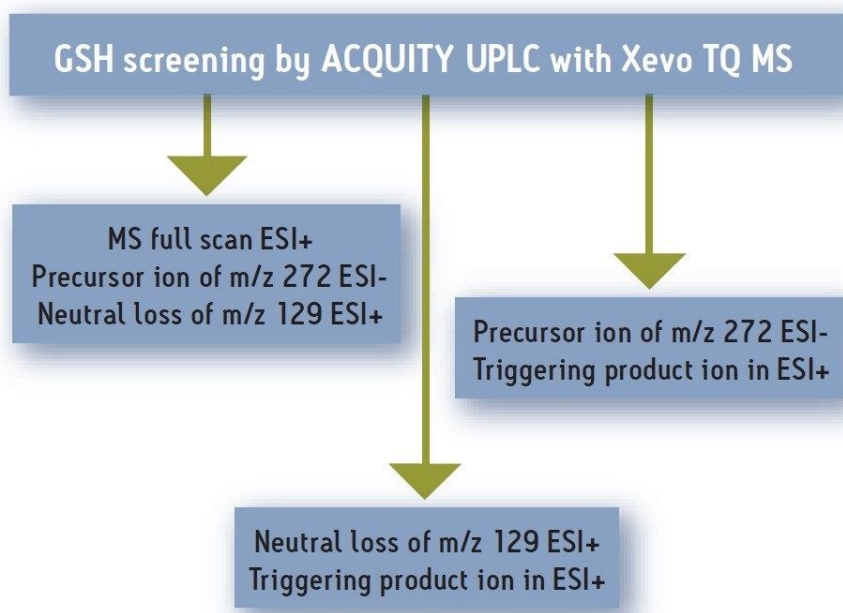 GSH screening by ACQUITY UPLC with Xevo TQ MS
MS full scan ESI+
Precursor ion of m/z 272 ESI-
Neutral loss of m/z 129 ESI+
Precursor ion of m/z 272 ESI-
Triggering product ion in ESI+
Neutral loss of m/z 129 ESI+
Triggering product ion in ESI+